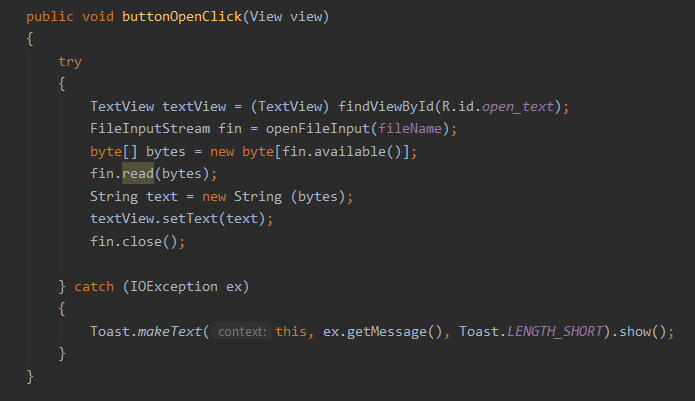 public void buttonOpenClick(View view)
{
try
{
TextView textView = (TextView) findViewById(R.id.open_text);
FileInputStream fin = openFileInput(fileName);
byte[] bytes = new byte[fin.available()];
fin.read(bytes);
String text = new String (bytes);
textView.setText(text);
fin.close();
} catch (IOException ex)
{
Toast.makeText( context: this, ex.getMessage(), Toast.LENGTH_SHORT).show();
}
}